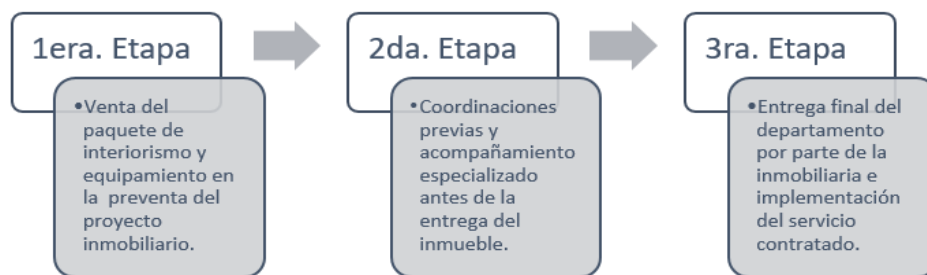 1era. Etapa
•Venta del
paquete de
interiorismo y
equipamiento en
la preventa del
proyecto
inmobiliario.
2da. Etapa
•Coordinaciones
previas y
acompañamiento
especializado
antes de la
entrega del
inmueble.
3ra. Etapa
•Entrega final del
departamento
por parte de la
inmobiliaria e
implementación
del servicio
contratado.